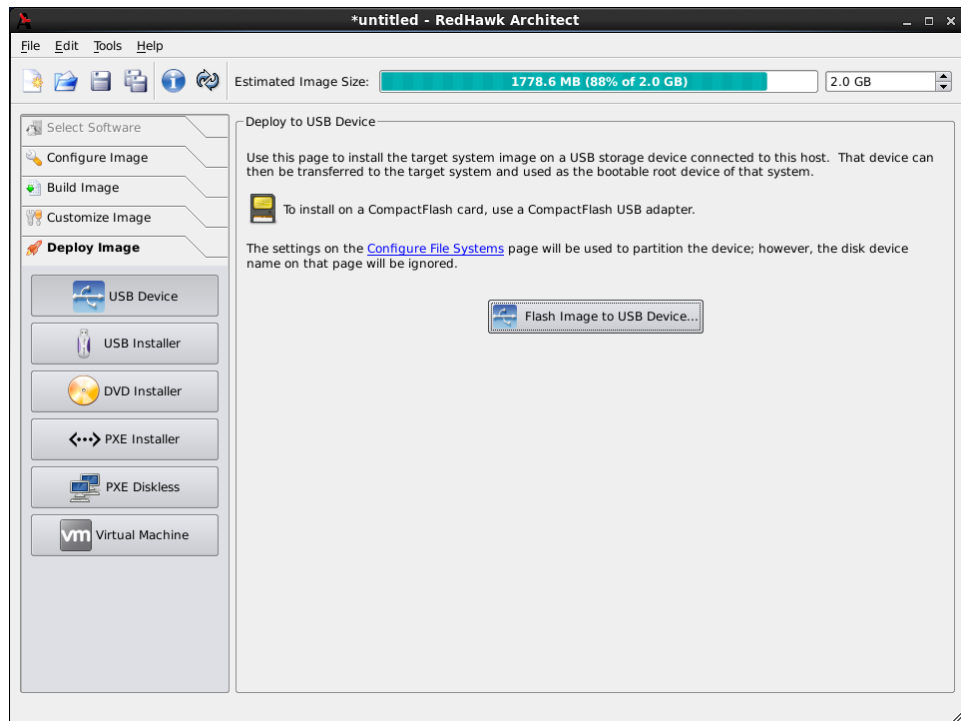 *untitled - RedHawk Architect
File Edit Tools Help
Estimated Image Size: 1778.6 MB (88% of 2.0 GB) 2.0 GB
Select Software
Configure Image
Build Image
Customize Image
Deploy Image
USB Device
USB Installer
DVD Installer
PXE Installer
PXE Diskless
vm Virtual Machine
Deploy to USB Device
Use this page to install the target system image on a USB storage device connected to this host. That device can
then be transferred to the target system and used as the bootable root device of that system.
To install on a CompactFlash card, use a CompactFlash USB adapter.
The settings on the Configure File Systems page will be used to partition the device; however, the disk device
name on that page will be ignored.
Flash Image to USB Device...